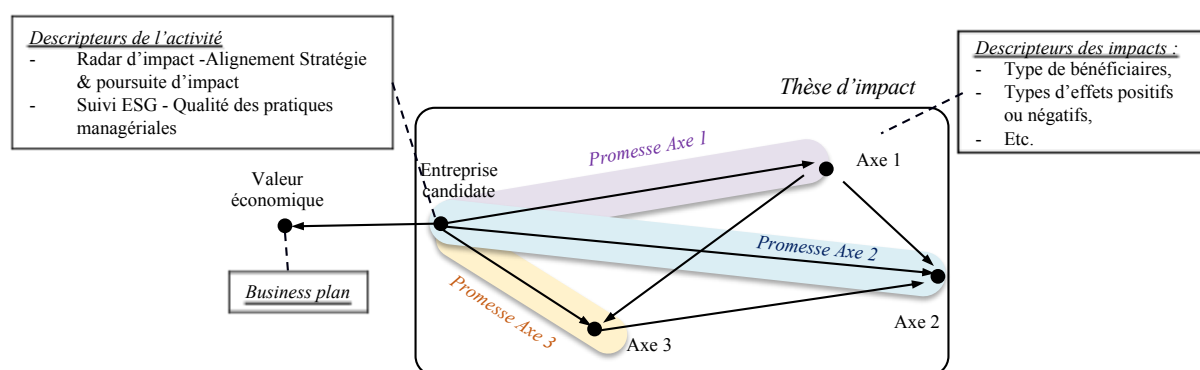 Descripteurs de l’activité
- Radar d’impact -Alignement Stratégie
& poursuite d’impact
- Suivi ESG - Qualité des pratiques
managériales
Descripteurs des impacts :
- Type de bénéficiaires,
- Types d’effets positifs
ou négatifs,
- Etc.
Thèse d’impact
Promesse Axe 1
Axe 1
Entreprise
candidate
Valeur
économique
Promesse Axe 2
Business plan
Promesse Axe 3
Axe 2
Axe 3